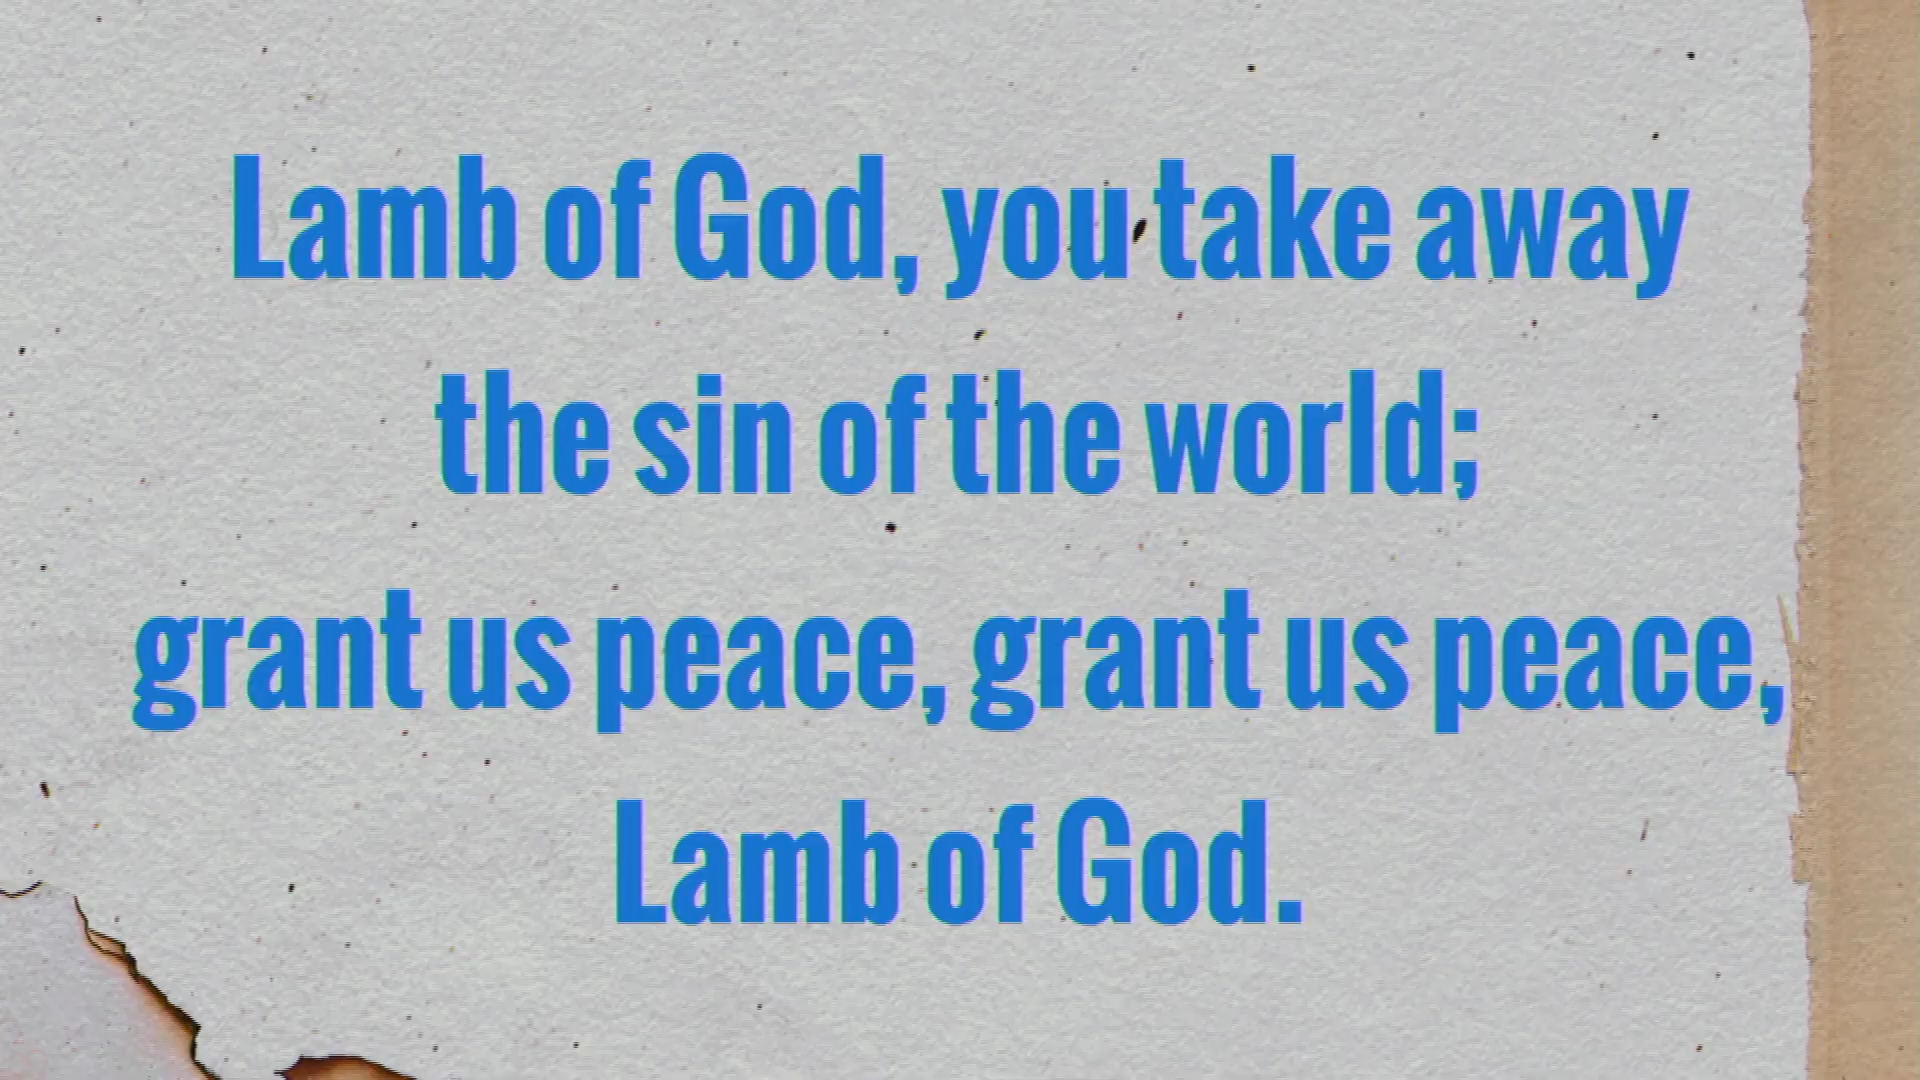 Lamb of God, you take away
the sin of the world;
grant us peace, grant us peace,
Lamb of God.